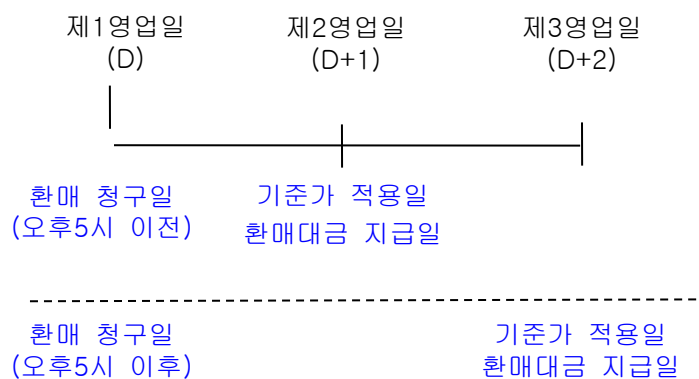 제1영업일 제2영업일 제3영업일
(D) (D+1) (D+2)
환매 청구일 기준가 적용일
(오후5시 이전) 환매대금 지급일
환매 청구일 기준가 적용일
(오후5시 이후) 환매대금 지급일